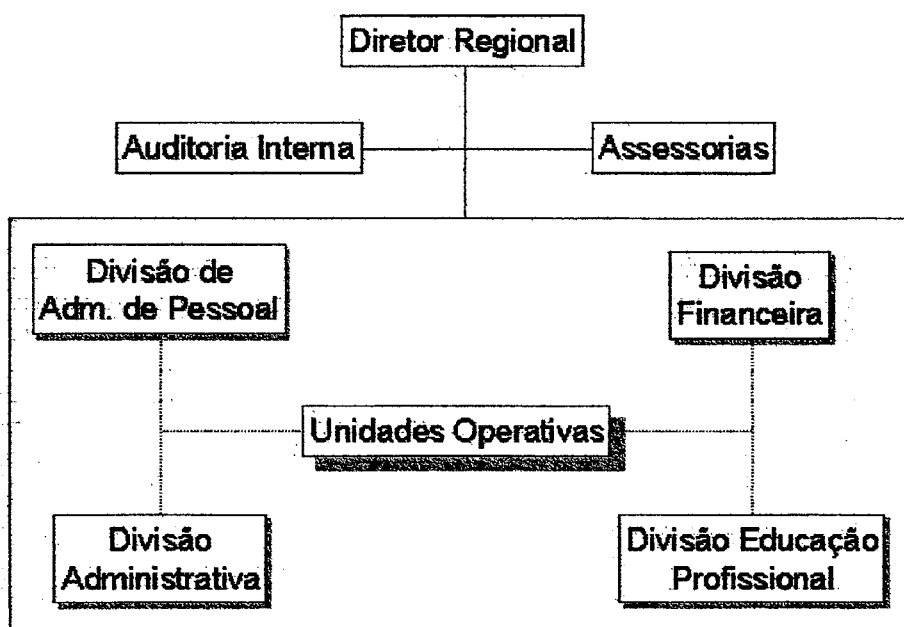 Diretor Regional
Auditoria Interna
Assessorias
Divisão de
Adm. de Pessoal
Divisão
Financeira
Unidades Operativas
Divisão
Administrativa
Divisão Educação
Profissional